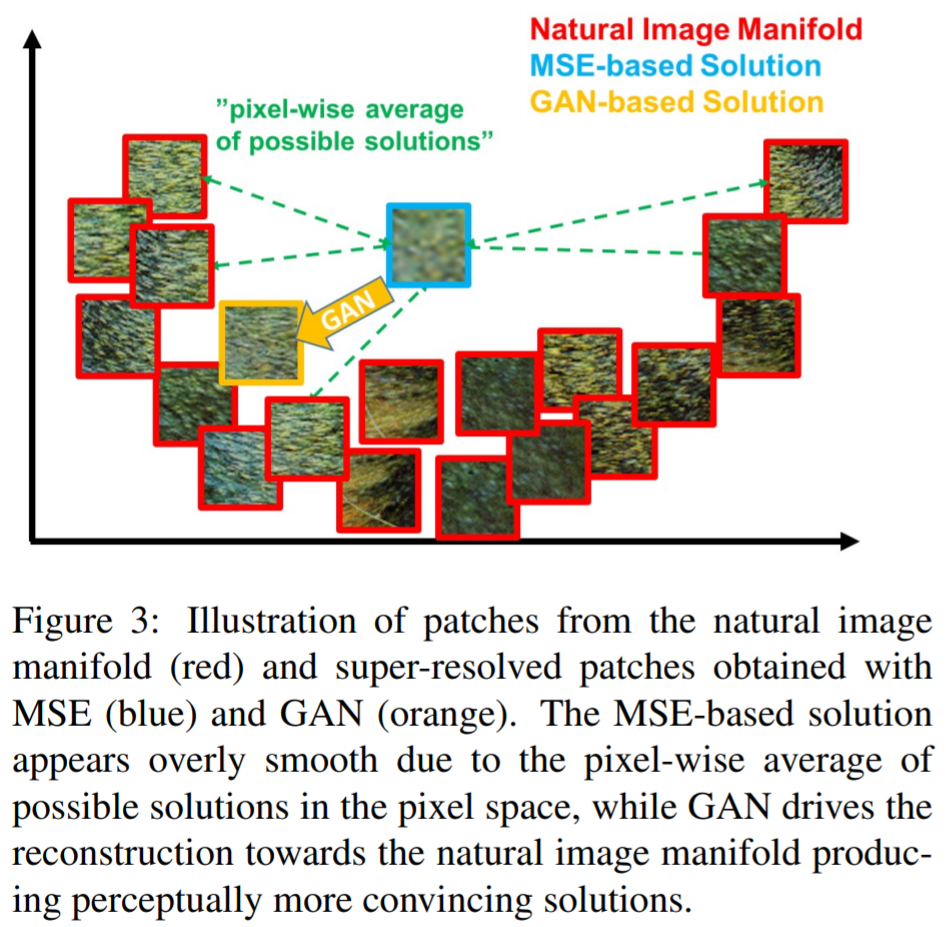 Natural Image Manifold
MSE-based Solution
GAN-based Solution
"pixel-wise average
of possible solutions"
GAN
Figure 3: Illustration of patches from the natural image
manifold (red) and super-resolved patches obtained with
MSE (blue) and GAN (orange). The MSE-based solution
appears overly smooth due to the pixel-wise average of
possible solutions in the pixel space, while GAN drives the
reconstruction towards the natural image manifold produc-
ing perceptually more convincing solutions.